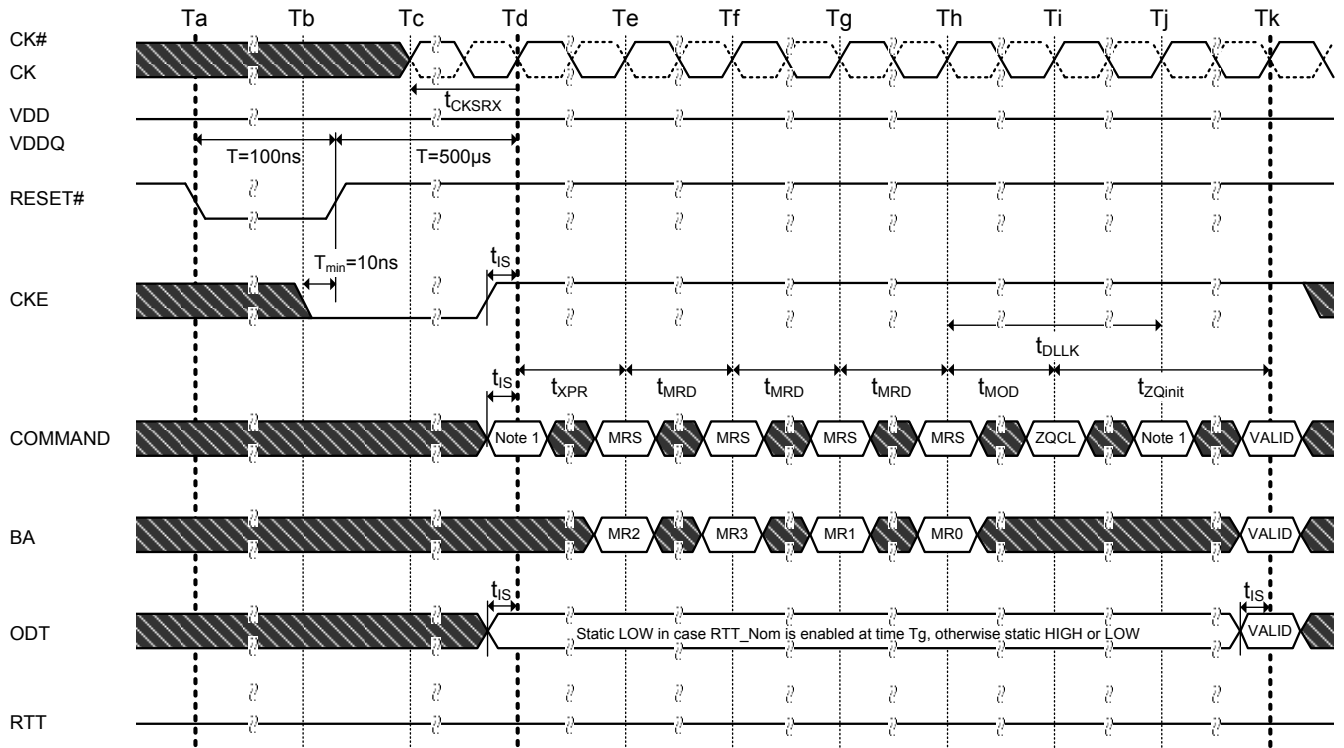 Ta Tb Tc Td Te Tf Tg Th Ti Tj Tk
CK#
CK
tCKSRX
VDD
VDDQ
T=100ns T=500µs
RESET#
Tmin=10ns tIS
CKE
tDLLK
tIS tXPR tMRD tMRD tMRD tMOD tZQinit
COMMAND Note 1 MRS MRS MRS MRS ZQCL Note 1 VALID
BA MR2 MR3 MR1 MR0 VALID
tIS tIS
ODT Static LOW in case RTT_Nom is enabled at time Tg, otherwise static HIGH or LOW VALID
RTT